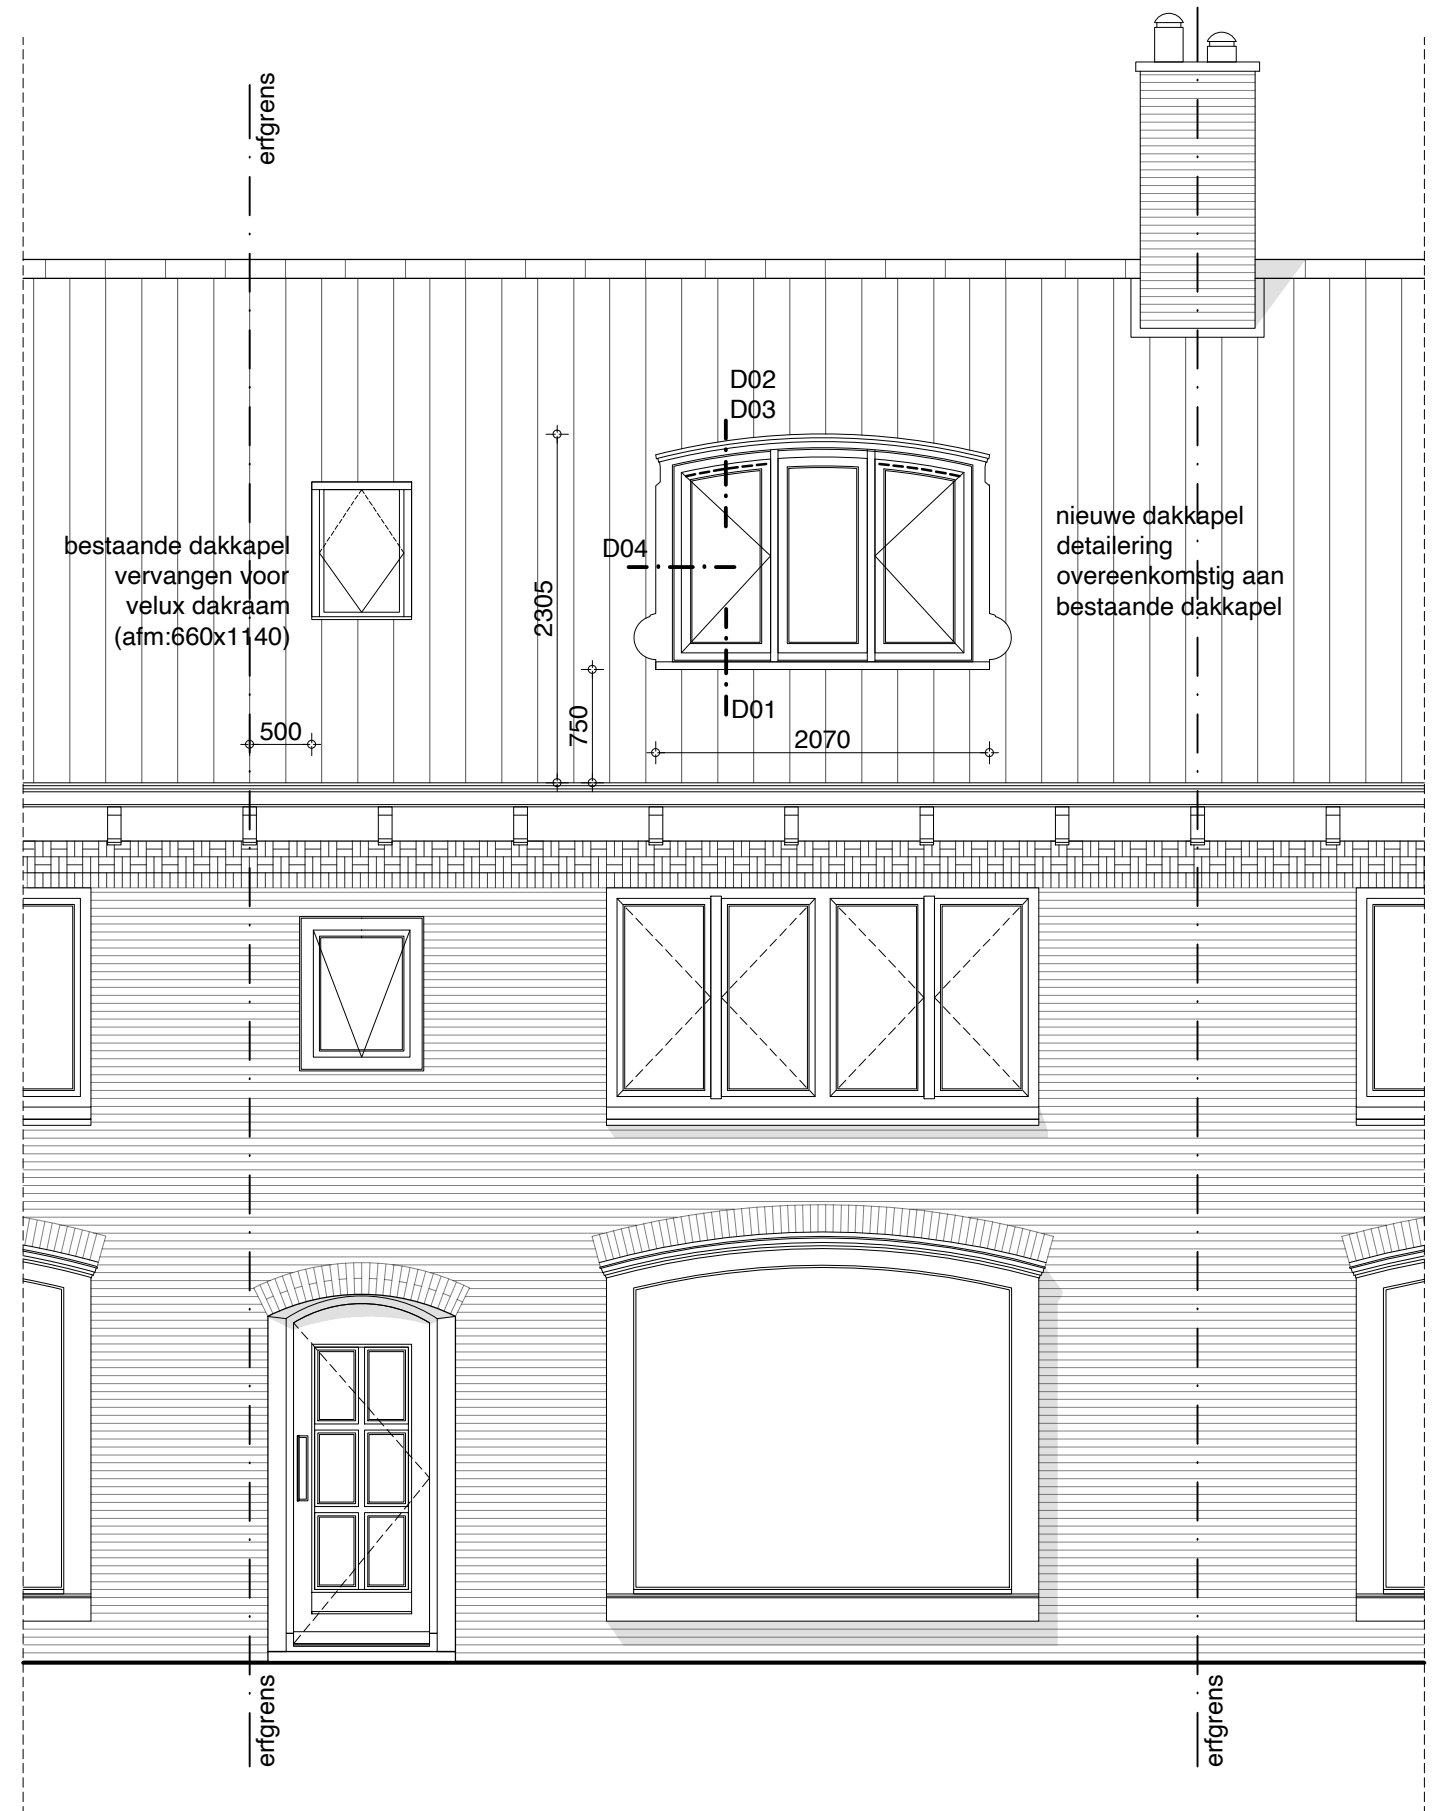 erfgrens
D02
D03
nieuwe dakkapel
detailering
overeenkomstig aan
bestaande dakkapel
bestaande dakkapel
vervangen voor
velux dakraam
(afm:660x1140)
D04
2305
750
D01
500
2070
erfgrens
erfgrens